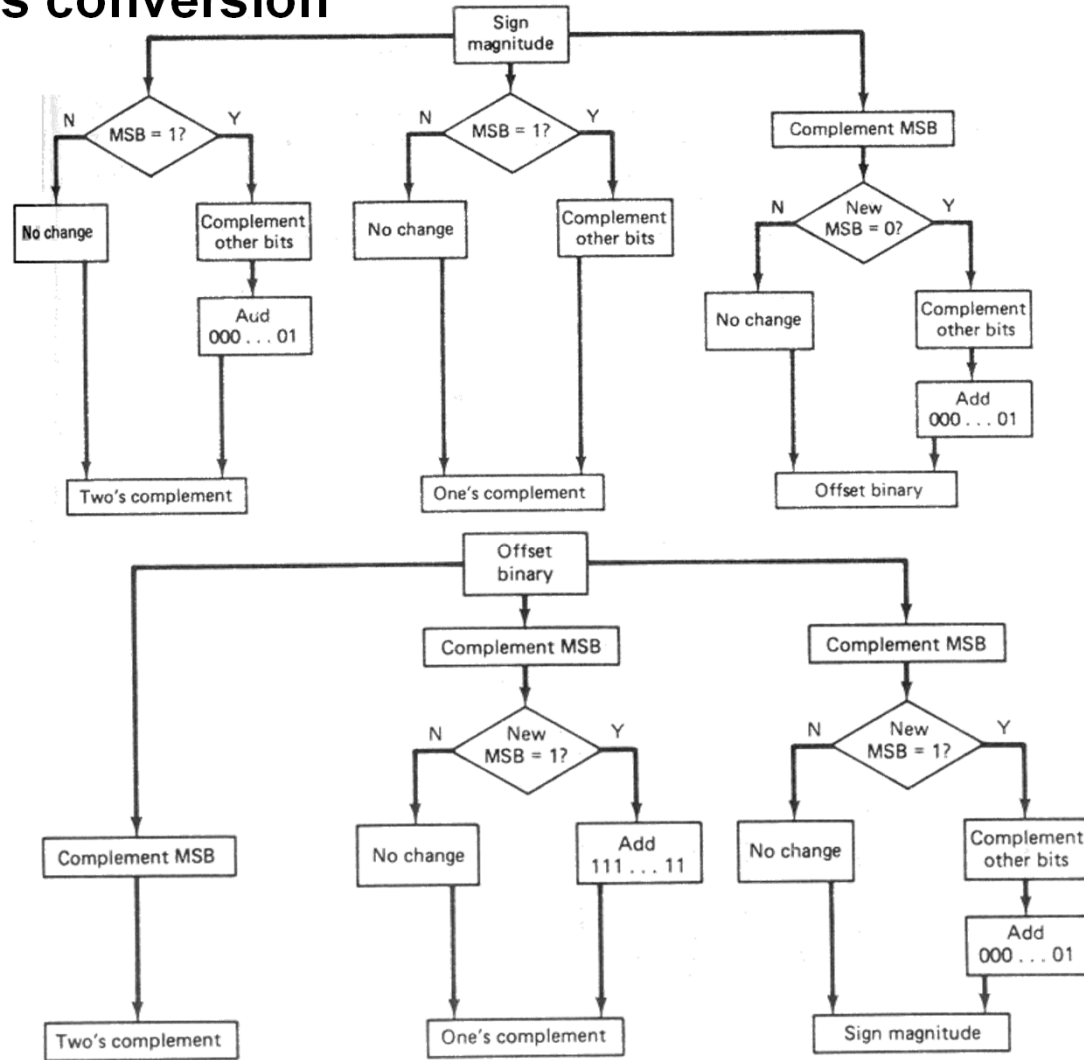 s conversion
Sign
magnitude
N
MSB = 1?
Y
N
MSB = 1?
Y
Complement MSB
No change
Complement
other bits
No change
Complement
other bits
N
New
MSB = 0?
Y
Add
000 . . . 01
No change
Complement
other bits
Add
000 . . . 01
Two's complement
One's complement
Offset binary
Offset
binary
Complement MSB
Complement MSB
N
New
MSB = 1?
Y
N
New
MSB = 1?
Y
Complement MSB
No change
Add
111 . . . 11
No change
Complement
other bits
Add
000 . . . 01
Two's complement
One's complement
Sign magnitude